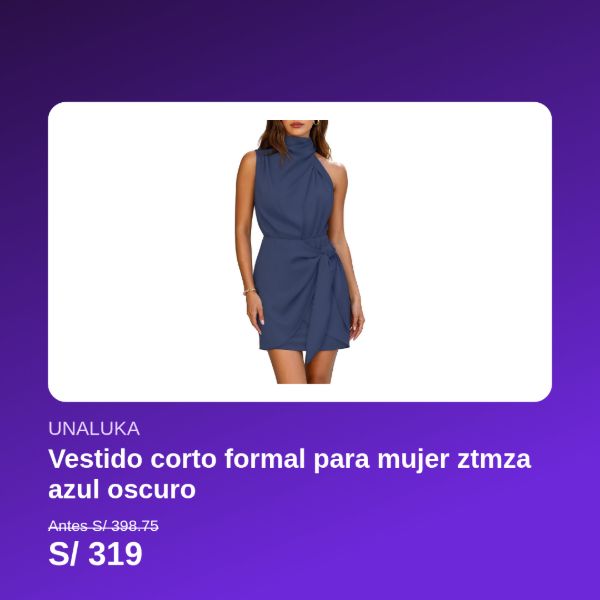 UNALUKA
Vestido corto formal para mujer ztmza
azul oscuro
Antes S/ 398.75
S/ 319